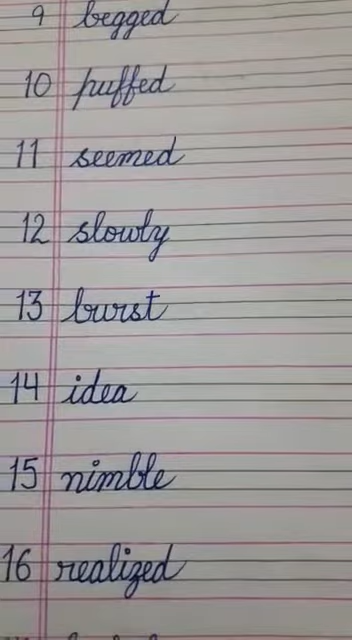 9 begged
10 puffed
11 seemed
12 slowly
13 burst
14 idea
15 nimble
16 realized